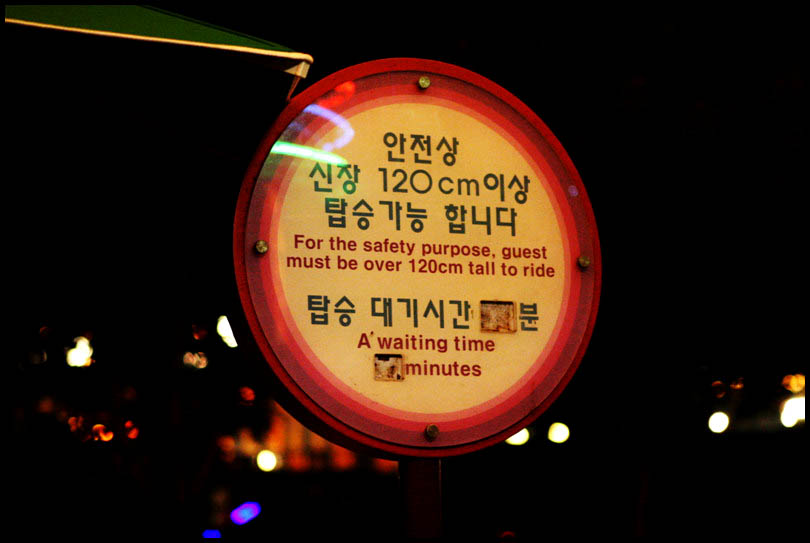 안전상
신장 120cm이상
탑승가능 합니다
For the safety purpose, guest
must be over 120cm tall to ride
탑승 대기시간 분
A waiting time
minutes